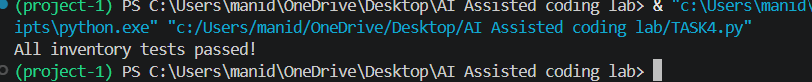 (project-1) PS C:\Users\manid\OneDrive\Desktop\AI Assisted coding lab> & "c:\Users\manid\
ipts\python.exe" "c:/Users/manid/OneDrive/Desktop/AI Assisted coding lab/TASK4.py"
All inventory tests passed!
(project-1) PS C:\Users\manid\OneDrive\Desktop\AI Assisted coding lab>